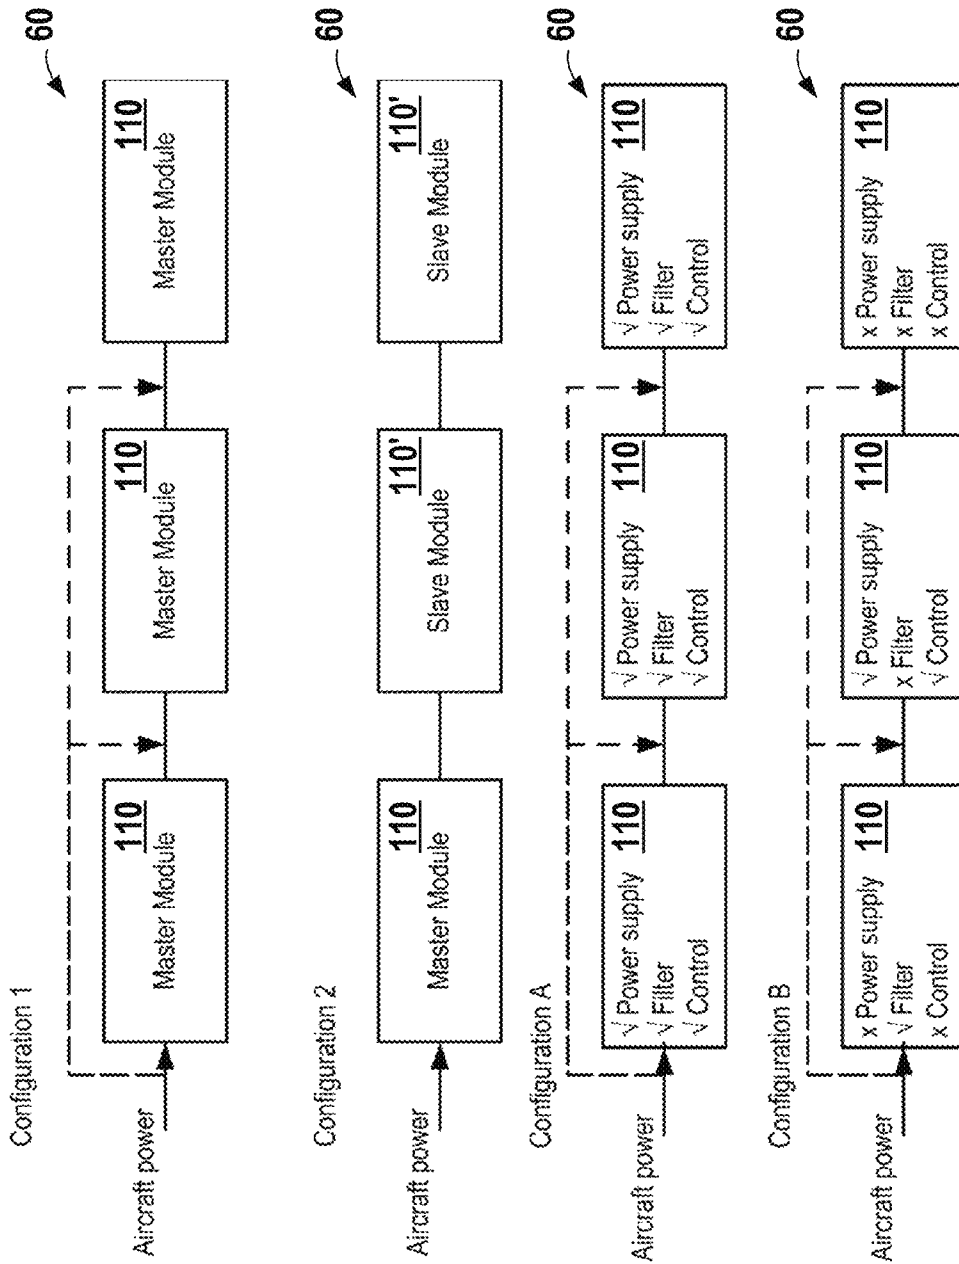 Configuration 1
60
Aircraft power
110
Master Module
110
Master Module
110
Master Module
Configuration 2
60
Aircraft power
110
Master Module
110'
Slave Module
110'
Slave Module
Configuration A
60
Aircraft power
√ Power supply 110
√ Filter
√ Control
√ Power supply 110
√ Filter
√ Control
√ Power supply 110
√ Filter
√ Control
Configuration B
60
Aircraft power
x Power supply 110
√ Filter
x Control
√ Power supply 110
x Filter
√ Control
x Power supply 110
x Filter
x Control